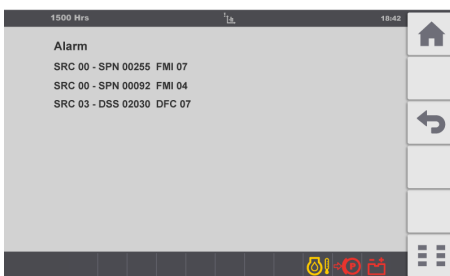 1500 Hrs
18:42
Alarm
SRC 00 - SPN 00255 FMI 07
SRC 00 - SPN 00092 FMI 04
SRC 03 - DSS 02030 DFC 07
P